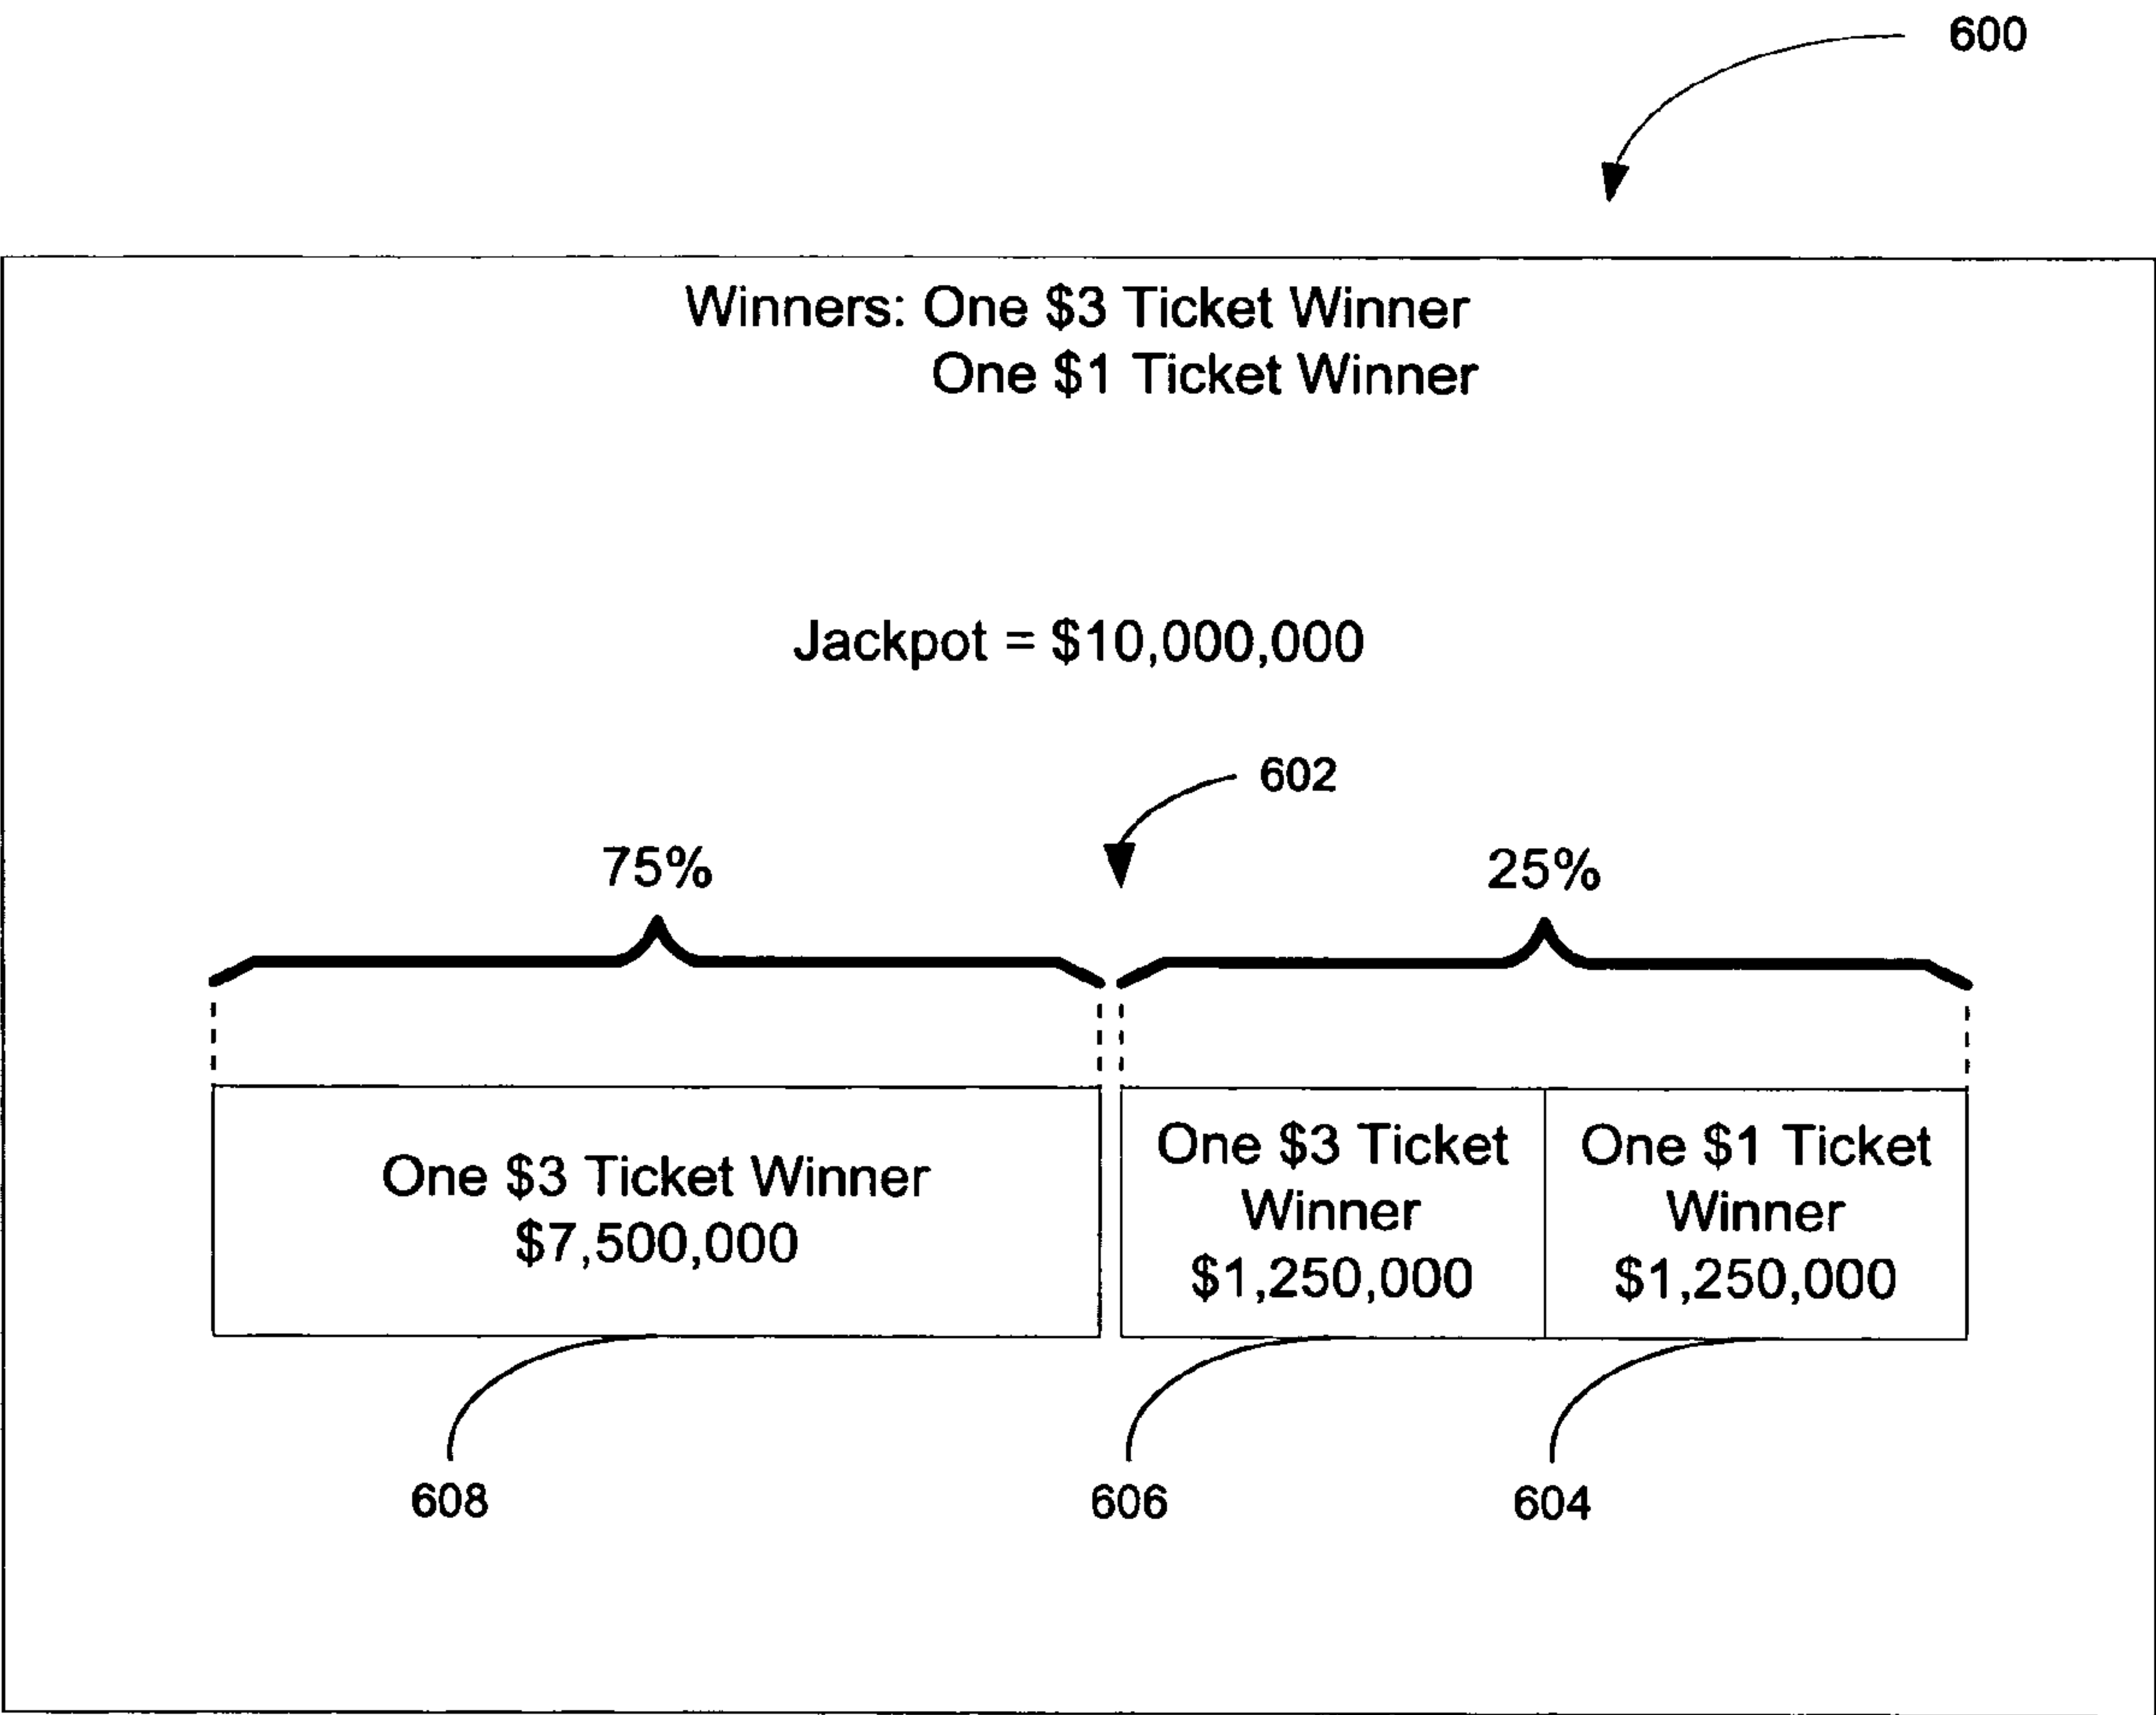 600
Winners: One $3 Ticket Winner
One $1 Ticket Winner
Jackpot = $10,000,000
602
75%
25%
One $3 Ticket Winner
$7,500,000
One $3 Ticket
Winner
$1,250,000
One $1 Ticket
Winner
$1,250,000
608
606
604